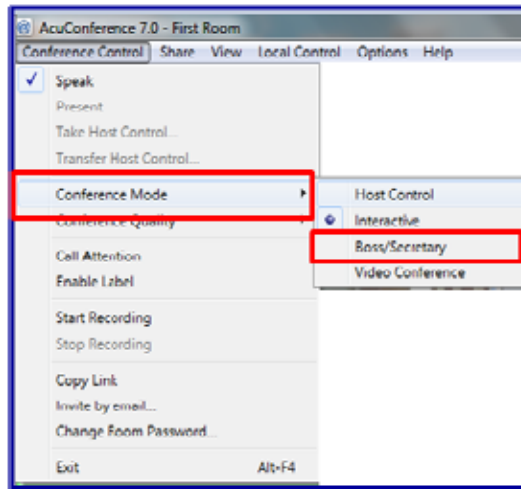 AcuConference 7.0 - First Room
Conference Control Share View Local Control Options Help
Speak
Present
Take Host Control...
Transfer Host Control...
Conference Mode
Host Control
Conference Quality
Interactive
Boss/Secretary
Call Attention
Video Conference
Enable Label
Start Recording
Stop Recording
Copy Link
Invite by email...
Change Room Password...
Exit Alt+F4